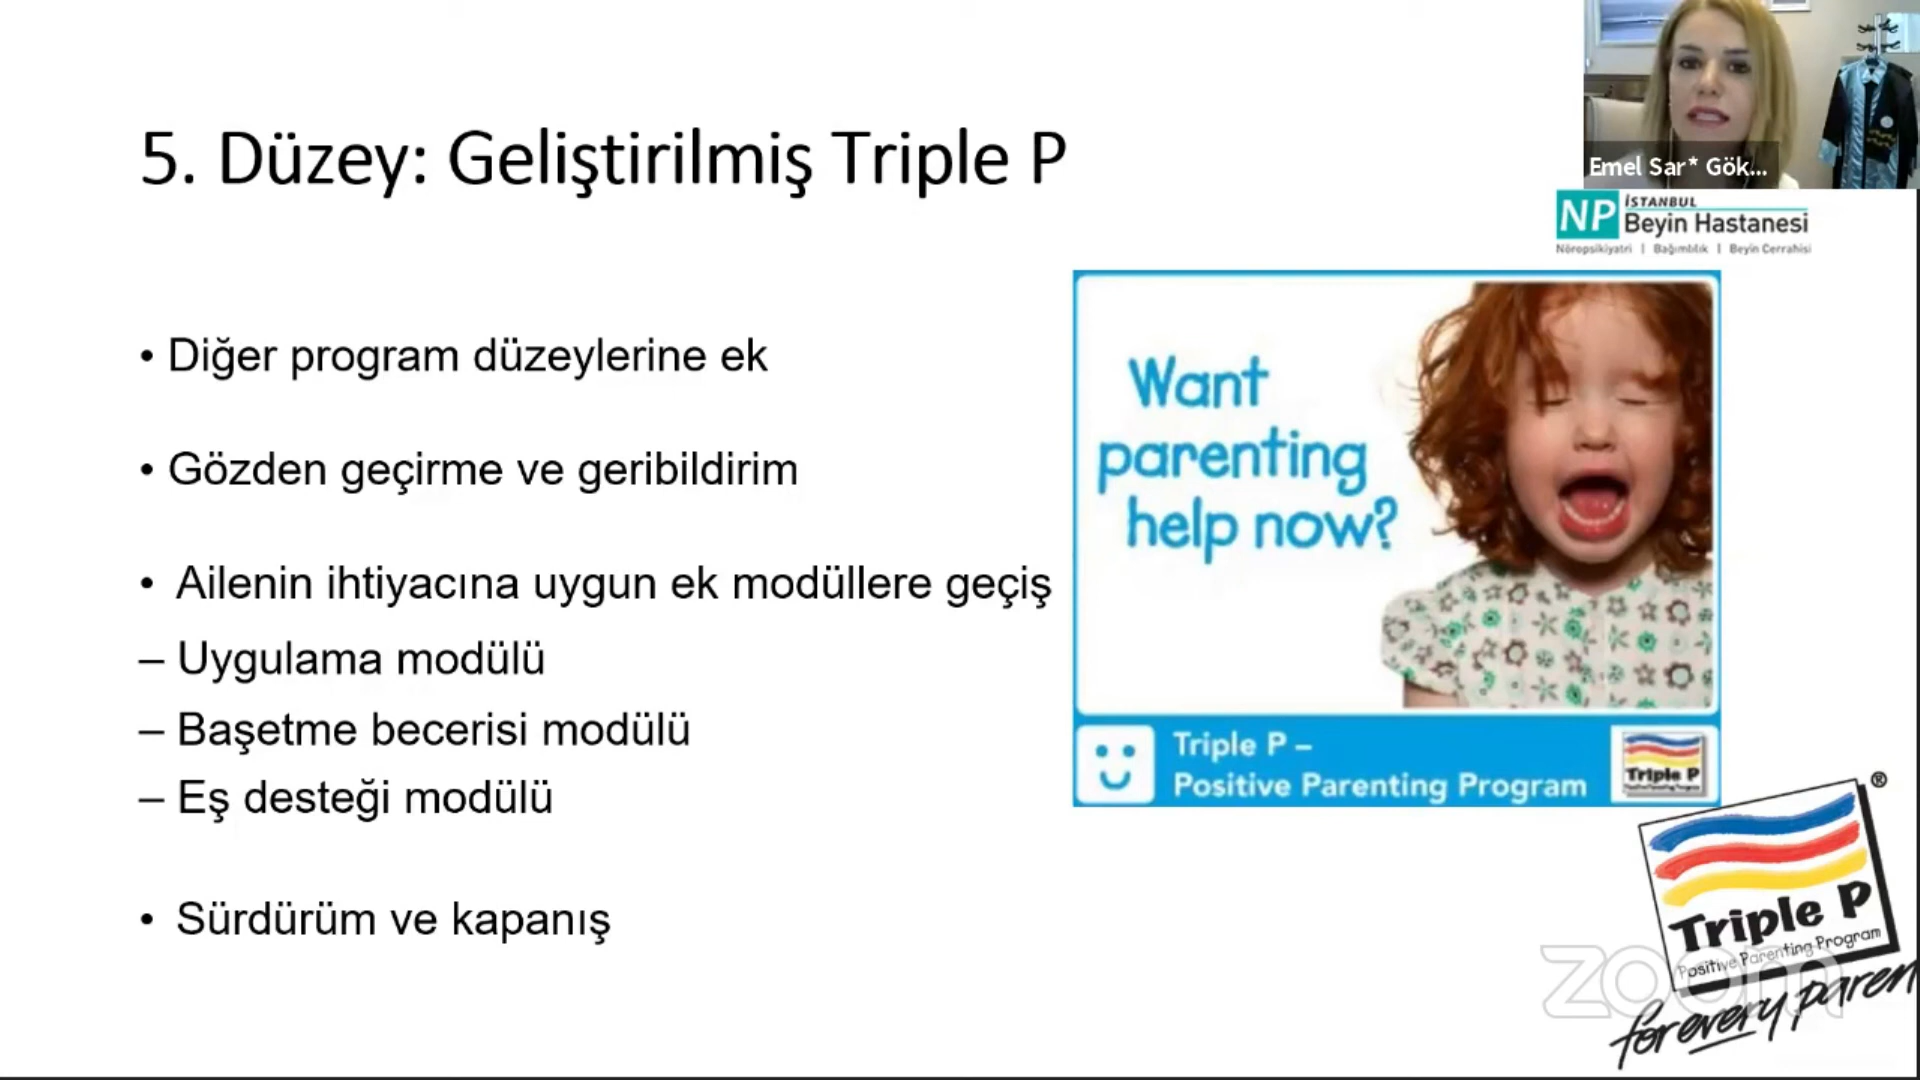 5. Düzey: Geliştirilmiş Triple P
Emel Sar* Gök...
NP İSTANBUL
Beyin Hastanesi
Nöropsikiyatri | Bağımlılık | Beyin Cerrahisi
• Diğer program düzeylerine ek
• Gözden geçirme ve geribildirim
• Ailenin ihtiyacına uygun ek modüllere geçiş
– Uygulama modülü
– Başetme becerisi modülü
– Eş desteği modülü
• Sürdürüm ve kapanış
Want
parenting
help now?
Triple P –
Positive Parenting Program
Triple P
®
Triple P
Positive Parenting Program
for every paren
zoom